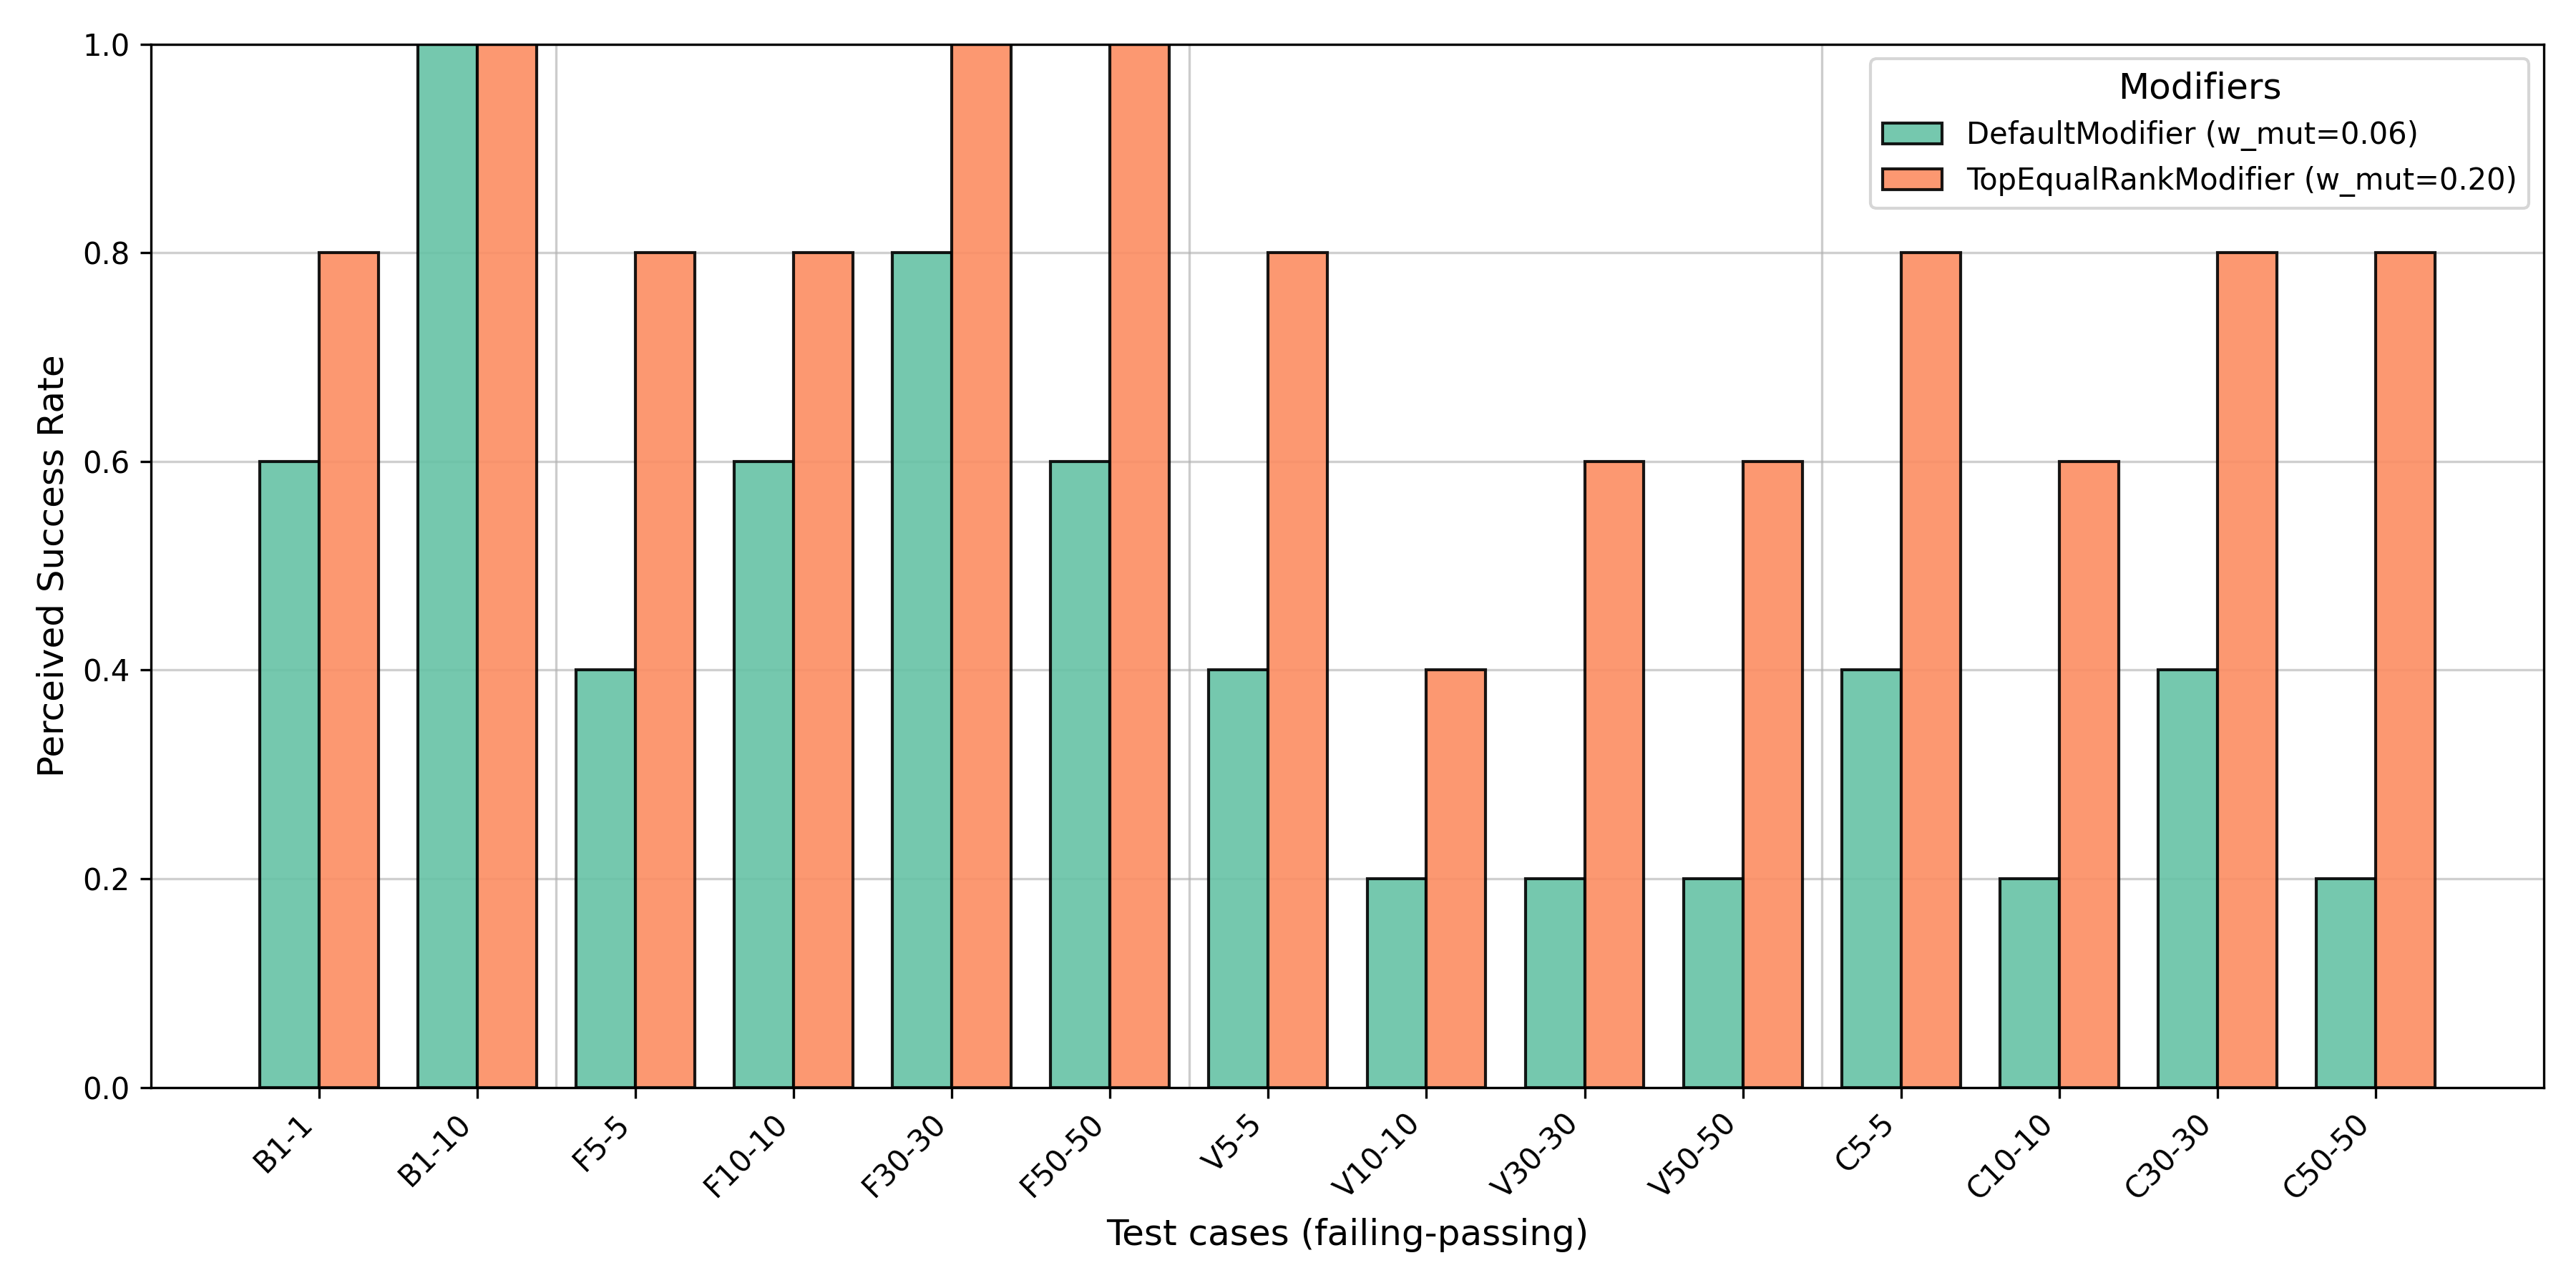 Perceived Success Rate
1.0
0.8
0.6
0.4
0.2
0.0
Modifiers
DefaultModifier (w_mut=0.06)
TopEqualRankModifier (w_mut=0.20)
B1-1
B1-10
F5-5
F10-10
F30-30
F50-50
V5-5
V10-10
V30-30
V50-50
C5-5
C10-10
C30-30
C50-50
Test cases (failing-passing)